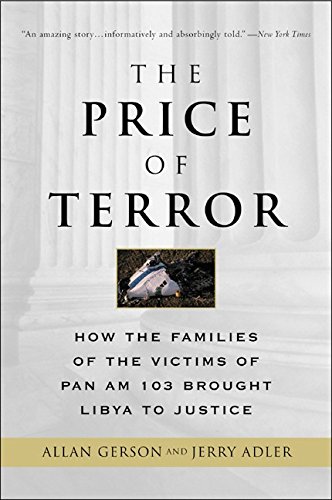 "An amazing story...informatively and absorbingly told." —New York Times
THE
PRICE
OF
TERROR
HOW THE FAMILIES
OF THE VICTIMS OF
PAN AM 103 BROUGHT
LIBYA TO JUSTICE
ALLAN GERSON AND JERRY ADLER